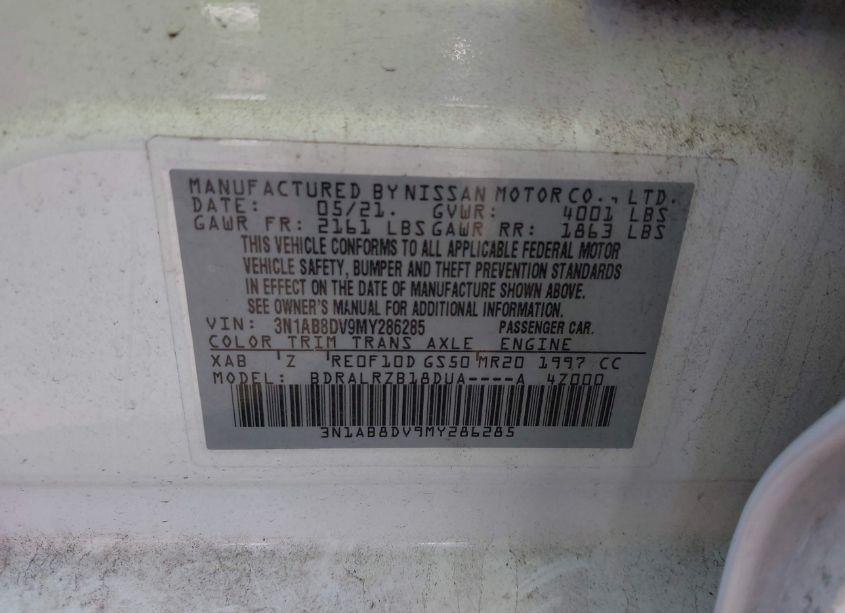 MANUFACTURED BY NISSAN MOTOR CO., LTD.
DATE: 05/21. GVWR: 4001 LBS
GAWR FR: 2161 LBS GAWR RR: 1863 LBS
THIS VEHICLE CONFORMS TO ALL APPLICABLE FEDERAL MOTOR
VEHICLE SAFETY, BUMPER AND THEFT PREVENTION STANDARDS
IN EFFECT ON THE DATE OF MANUFACTURE SHOWN ABOVE.
SEE OWNER'S MANUAL FOR ADDITIONAL INFORMATION.
VIN: 3N1AB8DV9MY286285 PASSENGER CAR.
COLOR TRIM TRANS AXLE ENGINE
XAB Z RE0F10D GS50 MR20 1997 CC
MODEL: BDRALRZB18DUA----A 4Z000
3N1AB8DV9MY286285